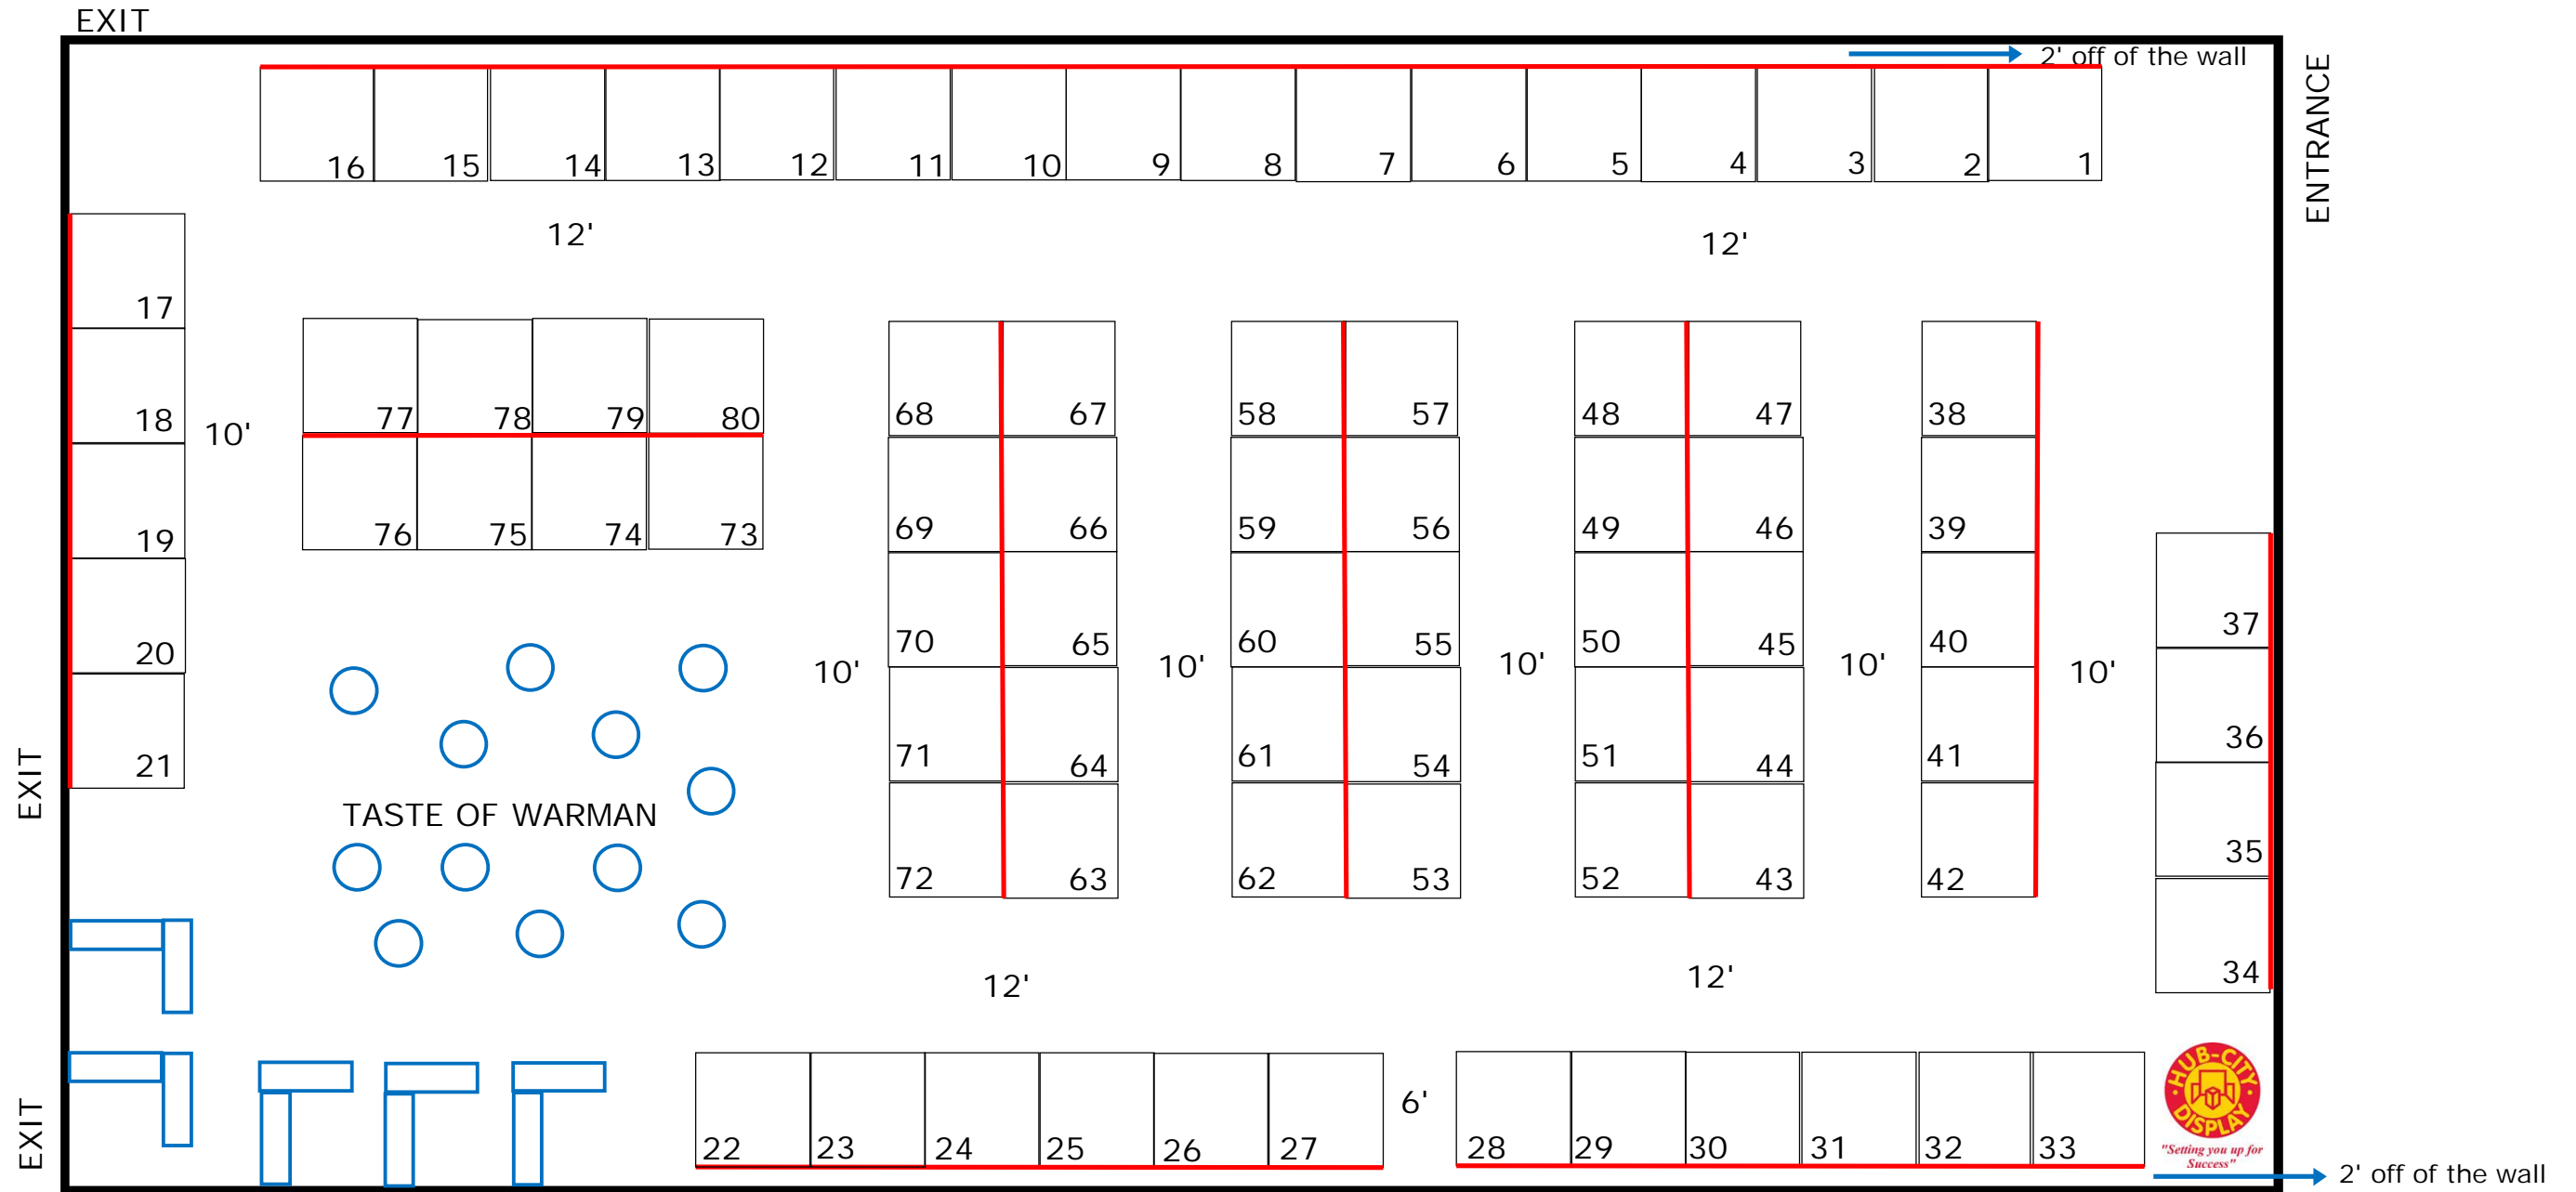 EXIT
2' off of the wall
ENTRANCE
16 15 14 13 12 11 10 9 8 7 6 5 4 3 2 1
12' 12'
17
18
19
20
21
10'
77 78 79 80
76 75 74 73
68 67
69 66
70 65
71 64
72 63
58 57
59 56
60 55
61 54
62 53
48 47
49 46
50 45
51 44
52 43
38
39
40
41
42
10' 10' 10' 10' 10'
37
36
35
34
TASTE OF WARMAN
EXIT
12' 12'
EXIT
22 23 24 25 26 27
6'
28 29 30 31 32 33
HUB-CITY
DISPLAY
"Setting you up for
Success"
2' off of the wall